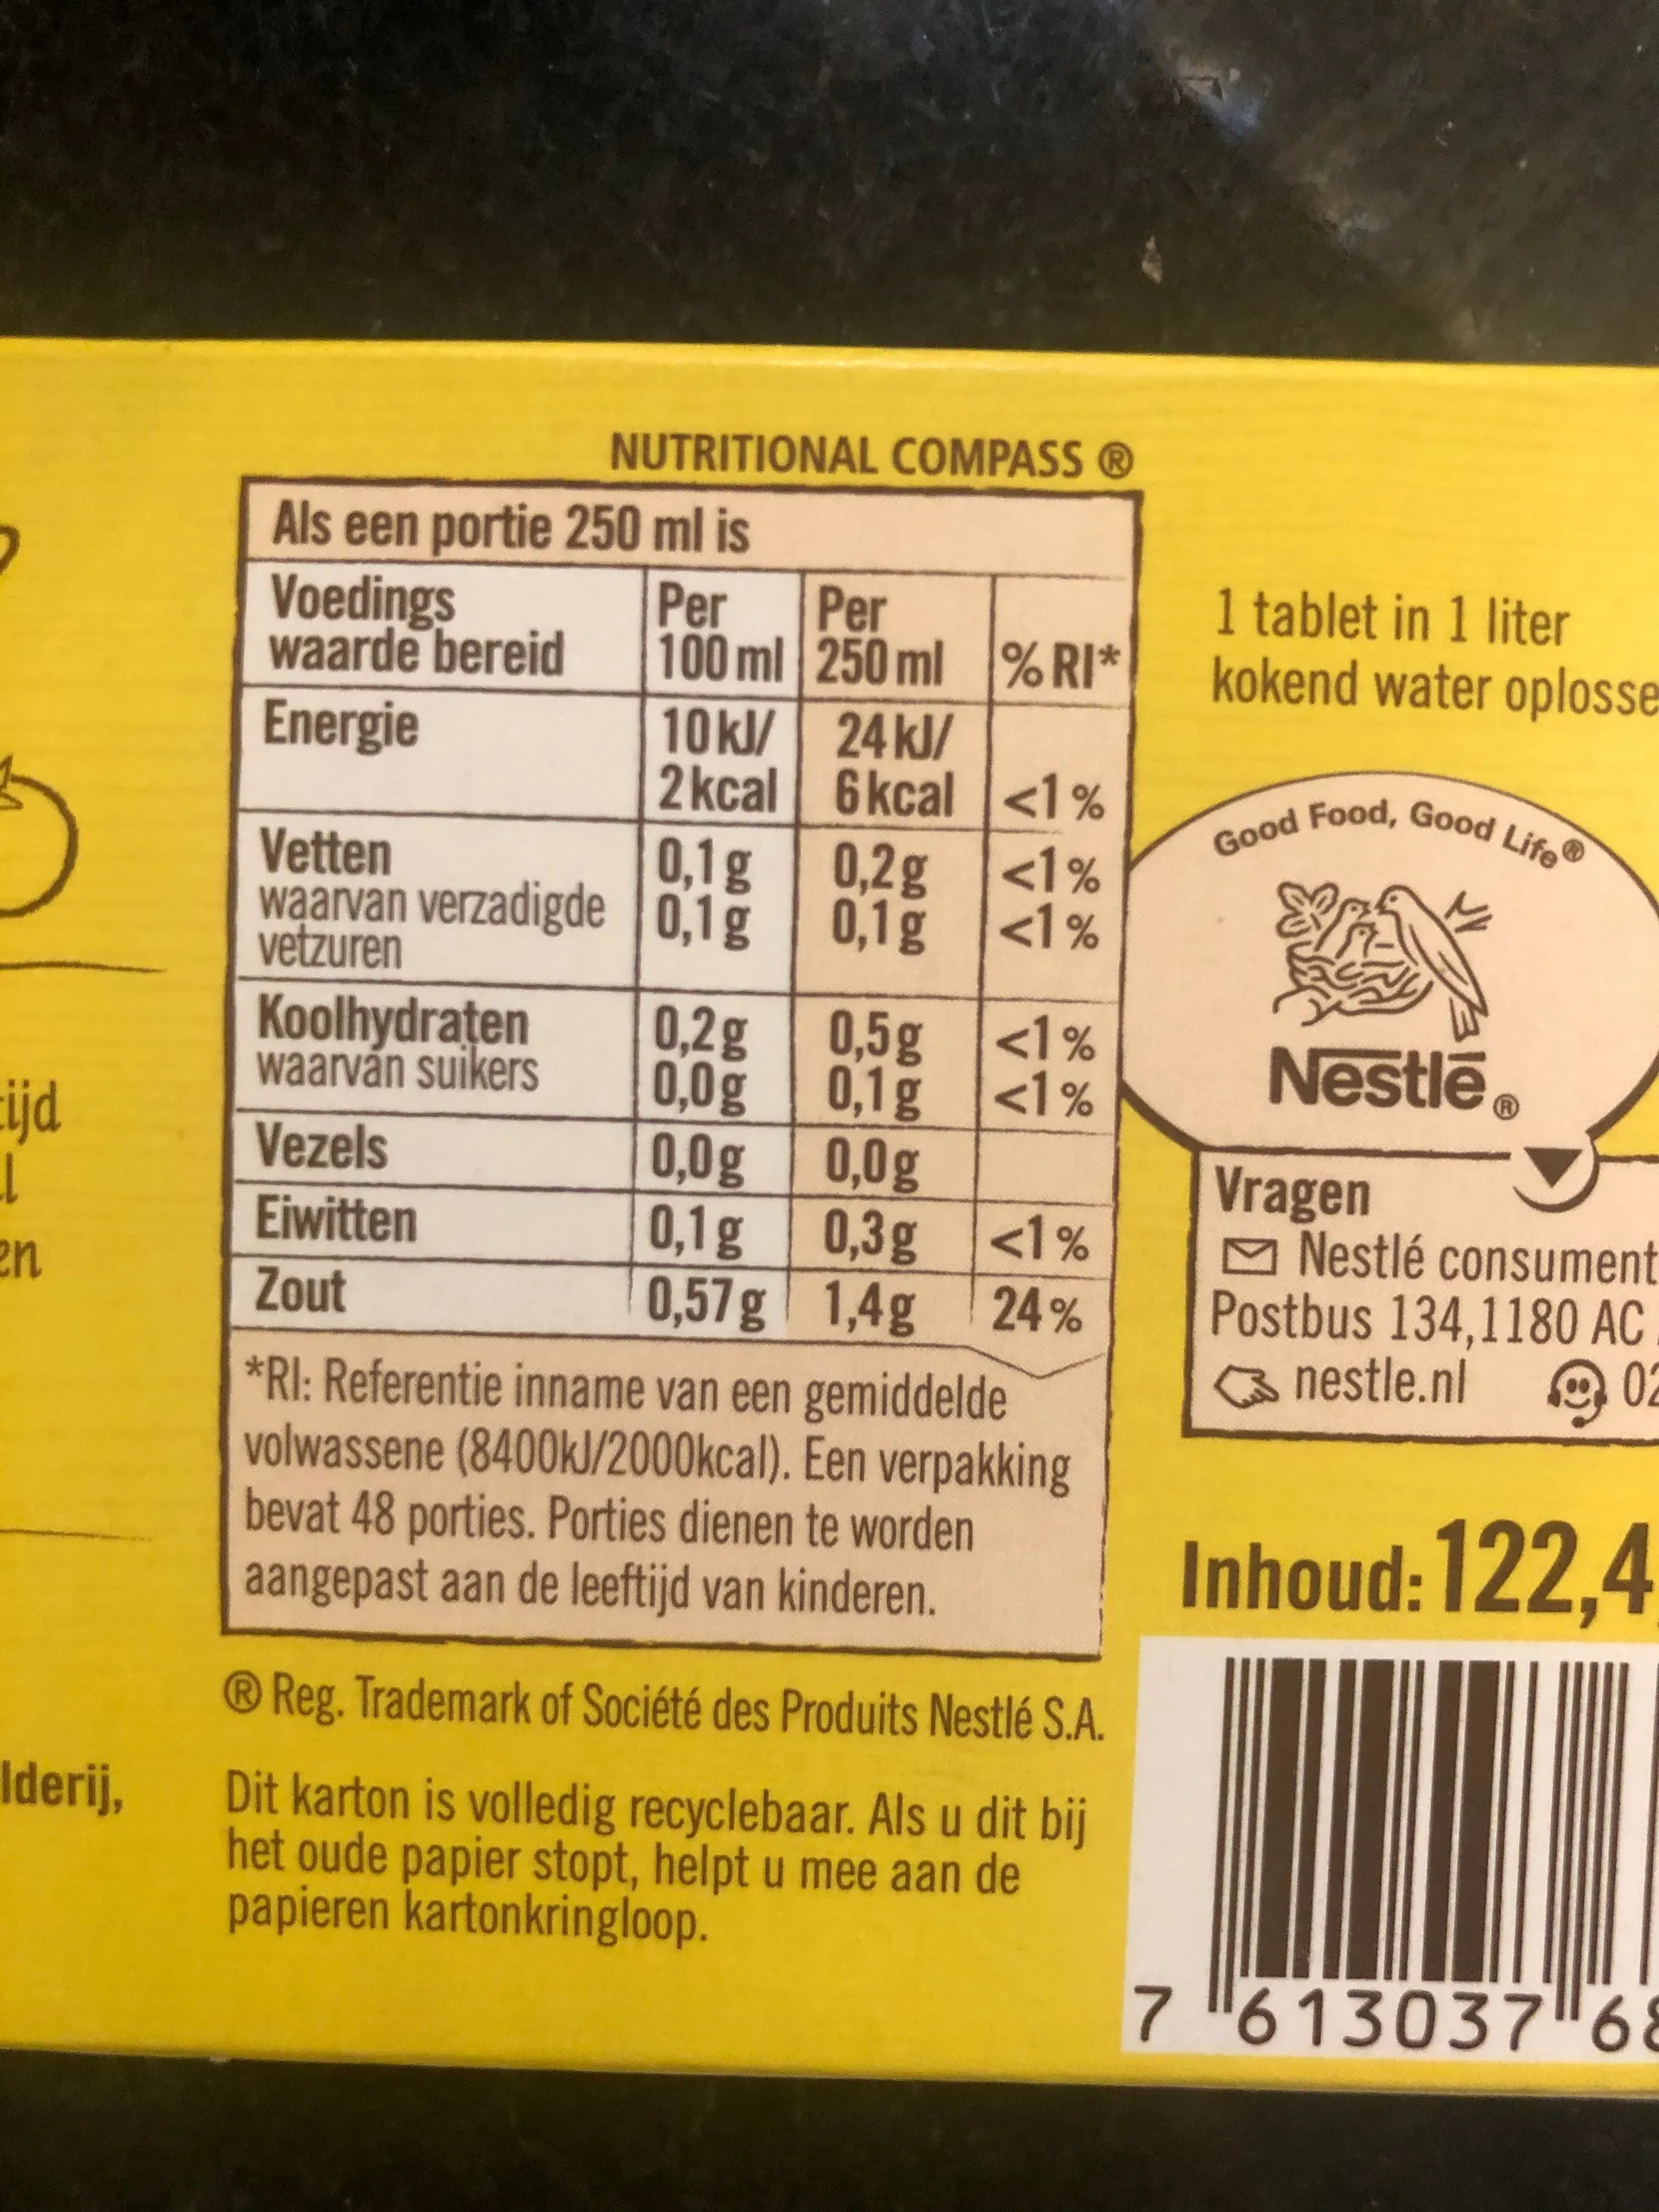 NUTRITIONAL COMPASS ®
Als een portie 250 ml is
Voedings
waarde bereid
Per
100 ml
Per
250 ml
% RI*
Energie 10 kJ/ 24 kJ/
2 kcal 6 kcal <1 %
Vetten 0,1 g 0,2 g <1 %
waarvan verzadigde 0,1 g 0,1 g <1 %
vetzuren
Koolhydraten 0,2 g 0,5 g <1 %
waarvan suikers 0,0 g 0,1 g <1 %
Vezels 0,0 g 0,0 g
Eiwitten 0,1 g 0,3 g <1 %
Zout 0,57 g 1,4 g 24 %
*RI: Referentie inname van een gemiddelde
volwassene (8400kJ/2000kcal). Een verpakking
bevat 48 porties. Porties dienen te worden
aangepast aan de leeftijd van kinderen.
® Reg. Trademark of Société des Produits Nestlé S.A.
Dit karton is volledig recyclebaar. Als u dit bij
het oude papier stopt, helpt u mee aan de
papieren kartonkringloop.
1 tablet in 1 liter
kokend water oplosse
Good Food, Good Life®
Nestlé®
Vragen
Nestlé consument
Postbus 134,1180 AC
nestle.nl 02
Inhoud: 122,4
7 613037 68
ijd
en
lderij,